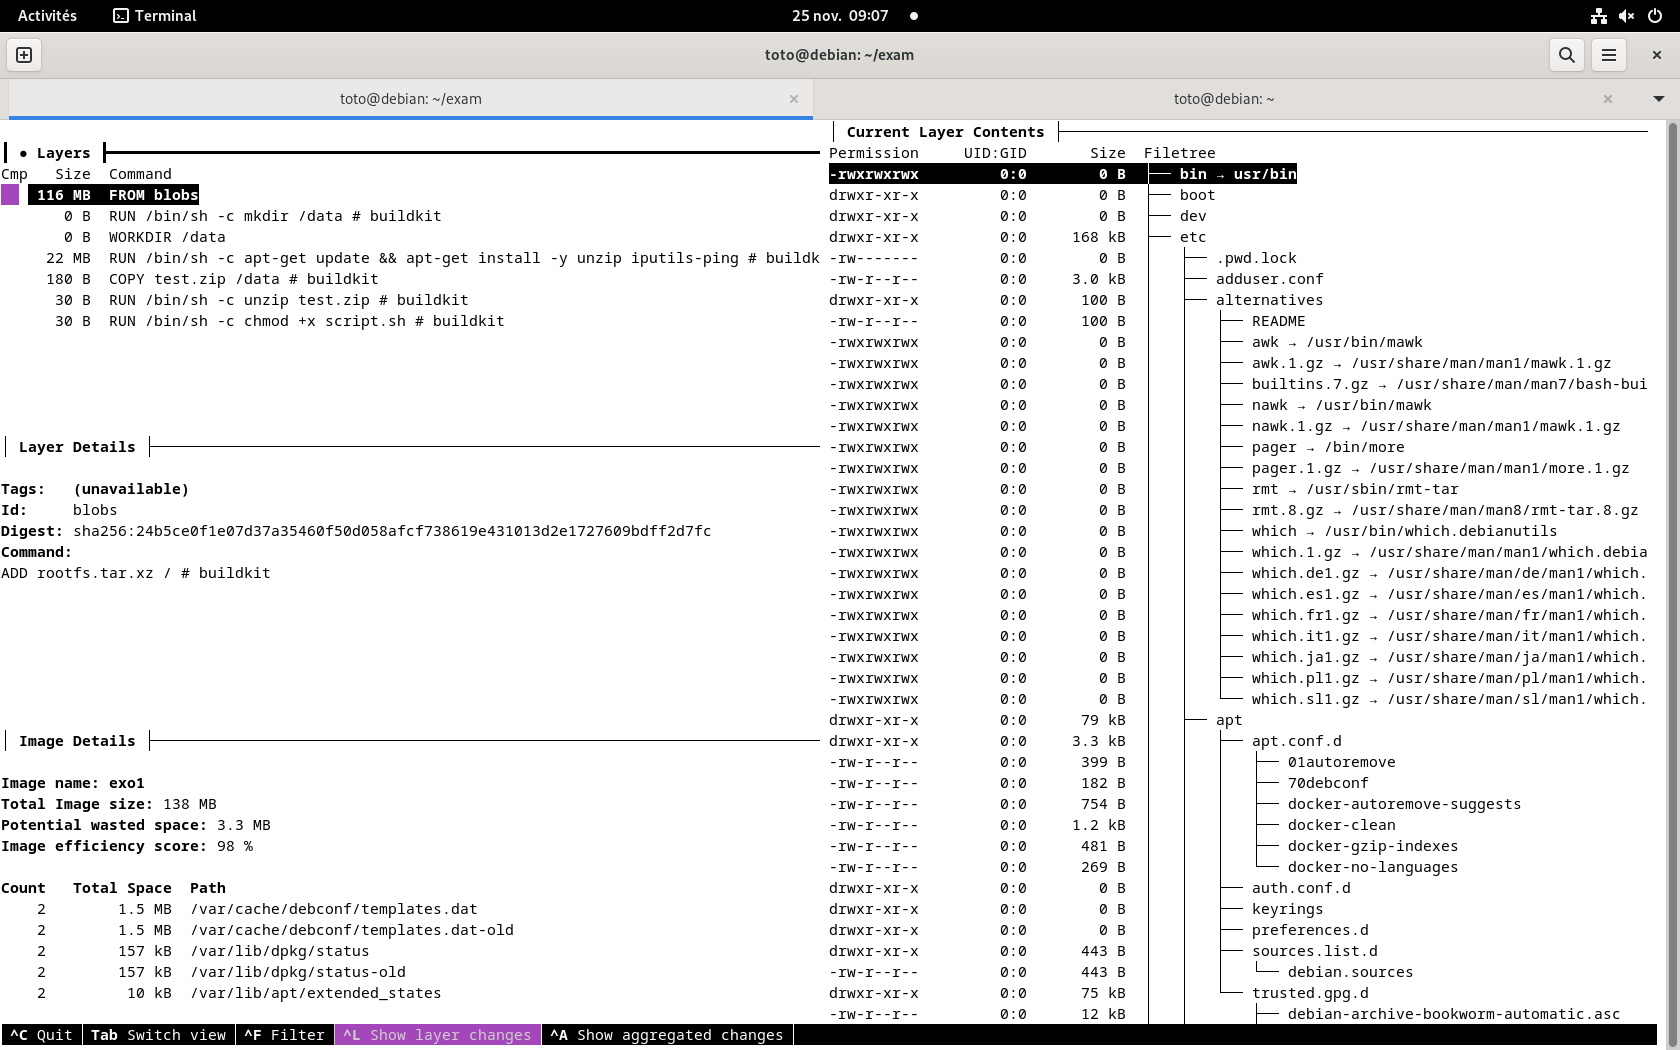 Activités Terminal 25 nov. 09:07
toto@debian: ~/exam
toto@debian: ~/exam × toto@debian: ~ ×
● Layers
Cmp Size Command
116 MB FROM blobs
0 B RUN /bin/sh -c mkdir /data # buildkit
0 B WORKDIR /data
22 MB RUN /bin/sh -c apt-get update && apt-get install -y unzip iputils-ping # buildk
180 B COPY test.zip /data # buildkit
30 B RUN /bin/sh -c unzip test.zip # buildkit
30 B RUN /bin/sh -c chmod +x script.sh # buildkit
Layer Details
Tags: (unavailable)
Id: blobs
Digest: sha256:24b5ce0f1e07d37a35460f50d058afcf738619e431013d2e1727609bdff2d7fc
Command:
ADD rootfs.tar.xz / # buildkit
Image Details
Image name: exo1
Total Image size: 138 MB
Potential wasted space: 3.3 MB
Image efficiency score: 98 %
Count Total Space Path
2 1.5 MB /var/cache/debconf/templates.dat
2 1.5 MB /var/cache/debconf/templates.dat-old
2 157 kB /var/lib/dpkg/status
2 157 kB /var/lib/dpkg/status-old
2 10 kB /var/lib/apt/extended_states
Current Layer Contents
Permission UID:GID Size Filetree
-rwxrwxrwx 0:0 0 B ├── bin → usr/bin
drwxr-xr-x 0:0 0 B ├── boot
drwxr-xr-x 0:0 0 B ├── dev
drwxr-xr-x 0:0 168 kB ├── etc
-rw------- 0:0 0 B │   ├── .pwd.lock
-rw-r--r-- 0:0 3.0 kB │   ├── adduser.conf
drwxr-xr-x 0:0 100 B │   ├── alternatives
-rw-r--r-- 0:0 100 B │   │   ├── README
-rwxrwxrwx 0:0 0 B │   │   ├── awk → /usr/bin/mawk
-rwxrwxrwx 0:0 0 B │   │   ├── awk.1.gz → /usr/share/man/man1/mawk.1.gz
-rwxrwxrwx 0:0 0 B │   │   ├── builtins.7.gz → /usr/share/man/man7/bash-bui
-rwxrwxrwx 0:0 0 B │   │   ├── nawk → /usr/bin/mawk
-rwxrwxrwx 0:0 0 B │   │   ├── nawk.1.gz → /usr/share/man/man1/mawk.1.gz
-rwxrwxrwx 0:0 0 B │   │   ├── pager → /bin/more
-rwxrwxrwx 0:0 0 B │   │   ├── pager.1.gz → /usr/share/man/man1/more.1.gz
-rwxrwxrwx 0:0 0 B │   │   ├── rmt → /usr/sbin/rmt-tar
-rwxrwxrwx 0:0 0 B │   │   ├── rmt.8.gz → /usr/share/man/man8/rmt-tar.8.gz
-rwxrwxrwx 0:0 0 B │   │   ├── which → /usr/bin/which.debianutils
-rwxrwxrwx 0:0 0 B │   │   ├── which.1.gz → /usr/share/man/man1/which.debia
-rwxrwxrwx 0:0 0 B │   │   ├── which.de1.gz → /usr/share/man/de/man1/which.
-rwxrwxrwx 0:0 0 B │   │   ├── which.es1.gz → /usr/share/man/es/man1/which.
-rwxrwxrwx 0:0 0 B │   │   ├── which.fr1.gz → /usr/share/man/fr/man1/which.
-rwxrwxrwx 0:0 0 B │   │   ├── which.it1.gz → /usr/share/man/it/man1/which.
-rwxrwxrwx 0:0 0 B │   │   ├── which.ja1.gz → /usr/share/man/ja/man1/which.
-rwxrwxrwx 0:0 0 B │   │   ├── which.pl1.gz → /usr/share/man/pl/man1/which.
-rwxrwxrwx 0:0 0 B │   │   └── which.sl1.gz → /usr/share/man/sl/man1/which.
drwxr-xr-x 0:0 79 kB │   ├── apt
drwxr-xr-x 0:0 3.3 kB │   │   ├── apt.conf.d
-rw-r--r-- 0:0 399 B │   │   │   ├── 01autoremove
-rw-r--r-- 0:0 182 B │   │   │   ├── 70debconf
-rw-r--r-- 0:0 754 B │   │   │   ├── docker-autoremove-suggests
-rw-r--r-- 0:0 1.2 kB │   │   │   ├── docker-clean
-rw-r--r-- 0:0 481 B │   │   │   ├── docker-gzip-indexes
-rw-r--r-- 0:0 269 B │   │   │   └── docker-no-languages
drwxr-xr-x 0:0 0 B │   │   ├── auth.conf.d
drwxr-xr-x 0:0 0 B │   │   ├── keyrings
drwxr-xr-x 0:0 0 B │   │   ├── preferences.d
drwxr-xr-x 0:0 443 B │   │   ├── sources.list.d
-rw-r--r-- 0:0 443 B │   │   │   └── debian.sources
drwxr-xr-x 0:0 75 kB │   │   └── trusted.gpg.d
-rw-r--r-- 0:0 12 kB │   │       ├── debian-archive-bookworm-automatic.asc
^C Quit Tab Switch view ^F Filter ^L Show layer changes ^A Show aggregated changes